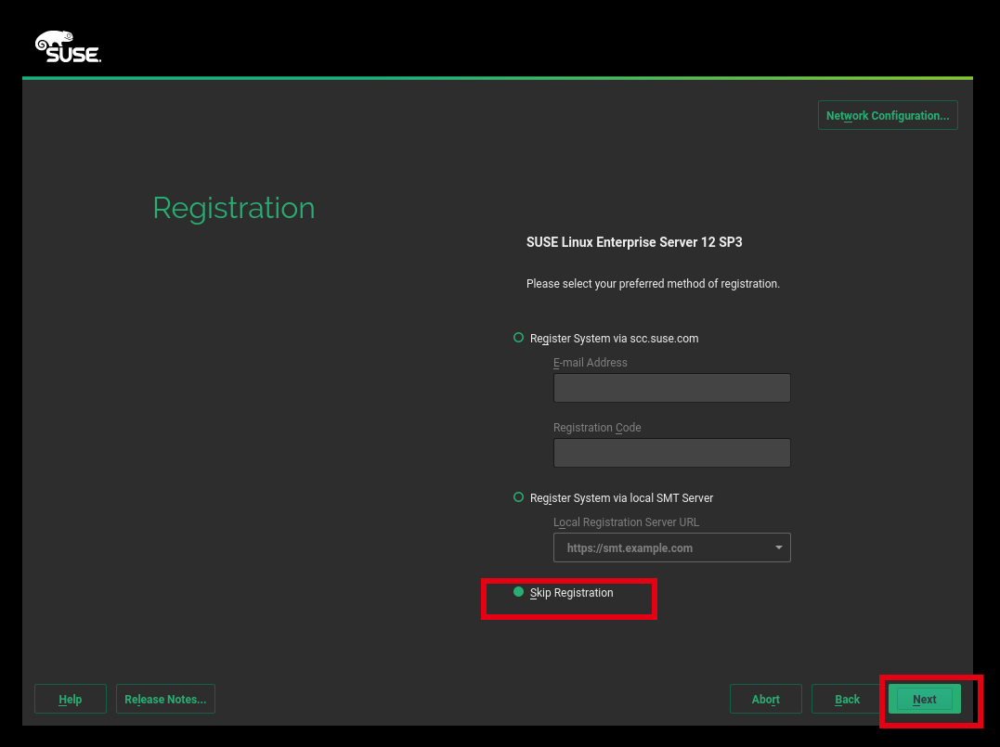 SUSE.
Network Configuration...
Registration
SUSE Linux Enterprise Server 12 SP3
Please select your preferred method of registration.
Register System via scc.suse.com
E-mail Address
Registration Code
Register System via local SMT Server
Local Registration Server URL
https://smt.example.com
Skip Registration
Help
Release Notes...
Abort
Back
Next